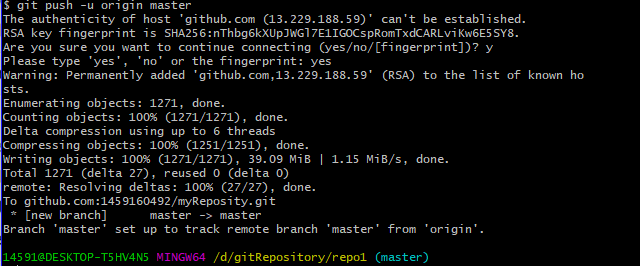 $ git push -u origin master
The authenticity of host 'github.com (13.229.188.59)' can't be established.
RSA key fingerprint is SHA256:nThbg6kXUpJWGl7E1IGOCspRomTxdCARLviKw6E5SY8.
Are you sure you want to continue connecting (yes/no/[fingerprint])? y
Please type 'yes', 'no' or the fingerprint: yes
Warning: Permanently added 'github.com,13.229.188.59' (RSA) to the list of known ho
sts.
Enumerating objects: 1271, done.
Counting objects: 100% (1271/1271), done.
Delta compression using up to 6 threads
Compressing objects: 100% (1251/1251), done.
Writing objects: 100% (1271/1271), 39.09 MiB | 1.15 MiB/s, done.
Total 1271 (delta 27), reused 0 (delta 0)
remote: Resolving deltas: 100% (27/27), done.
To github.com:1459160492/myReposity.git
 * [new branch]      master -> master
Branch 'master' set up to track remote branch 'master' from 'origin'.
14591@DESKTOP-T5HV4N5 MINGW64 /d/gitRepository/repo1 (master)